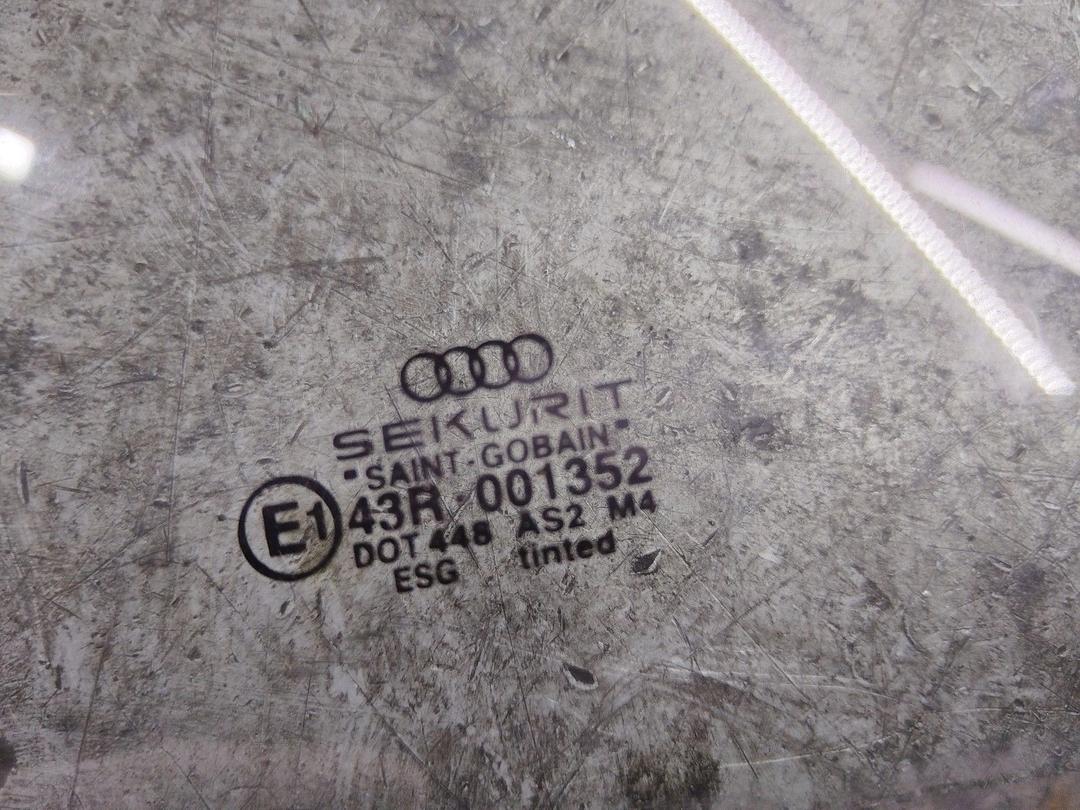 SEKURIT
"SAINT-GOBAIN"
E1 43R-001352
DOT 448 AS2 M4
ESG tinted